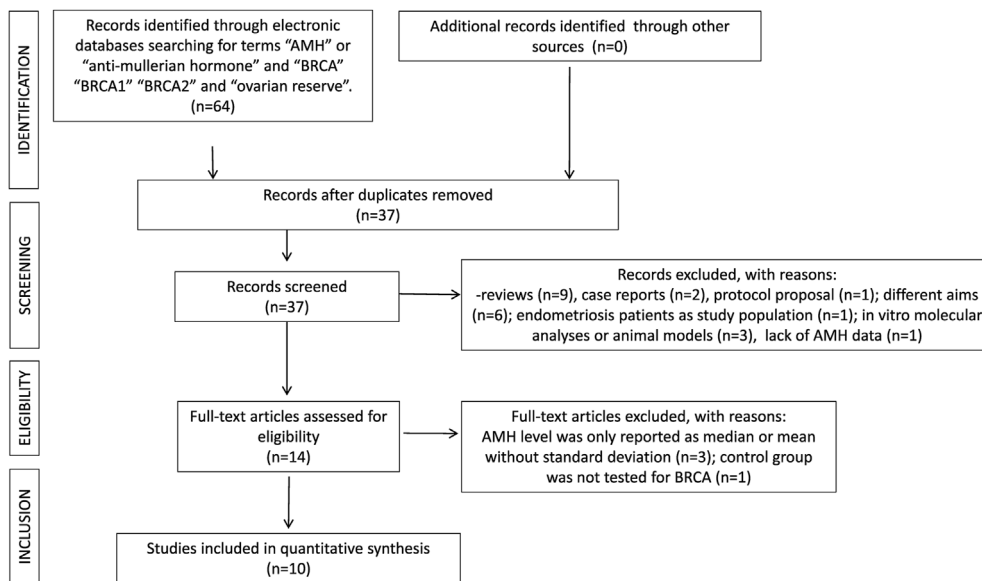 IDENTIFICATION
Records identified through electronic
databases searching for terms “AMH” or
“anti-mullerian hormone” and “BRCA”
“BRCA1” “BRCA2” and “ovarian reserve”.
(n=64)
Additional records identified through other
sources (n=0)
Records after duplicates removed
(n=37)
SCREENING
Records screened
(n=37)
Records excluded, with reasons:
-reviews (n=9), case reports (n=2), protocol proposal (n=1); different aims
(n=6); endometriosis patients as study population (n=1); in vitro molecular
analyses or animal models (n=3), lack of AMH data (n=1)
ELIGIBILITY
Full-text articles assessed for
eligibility
(n=14)
Full-text articles excluded, with reasons:
AMH level was only reported as median or mean
without standard deviation (n=3); control group
was not tested for BRCA (n=1)
INCLUSION
Studies included in quantitative synthesis
(n=10)